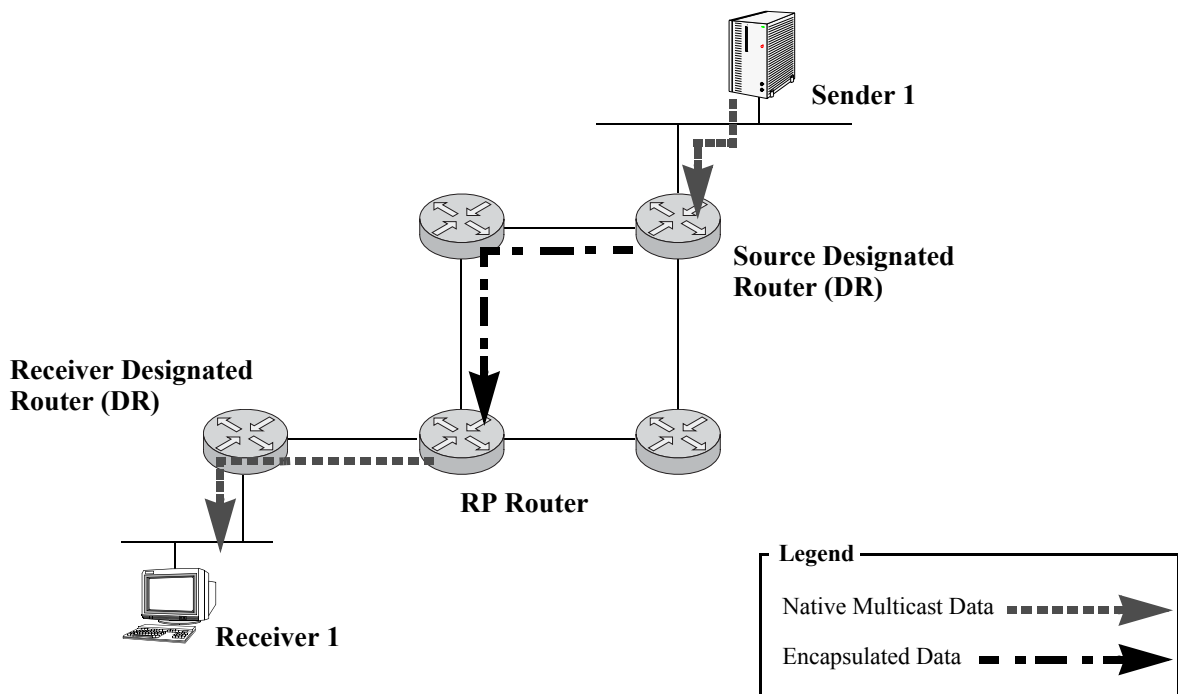 Sender 1
Source Designated
Router (DR)
Receiver Designated
Router (DR)
RP Router
Receiver 1
Legend
Native Multicast Data
Encapsulated Data